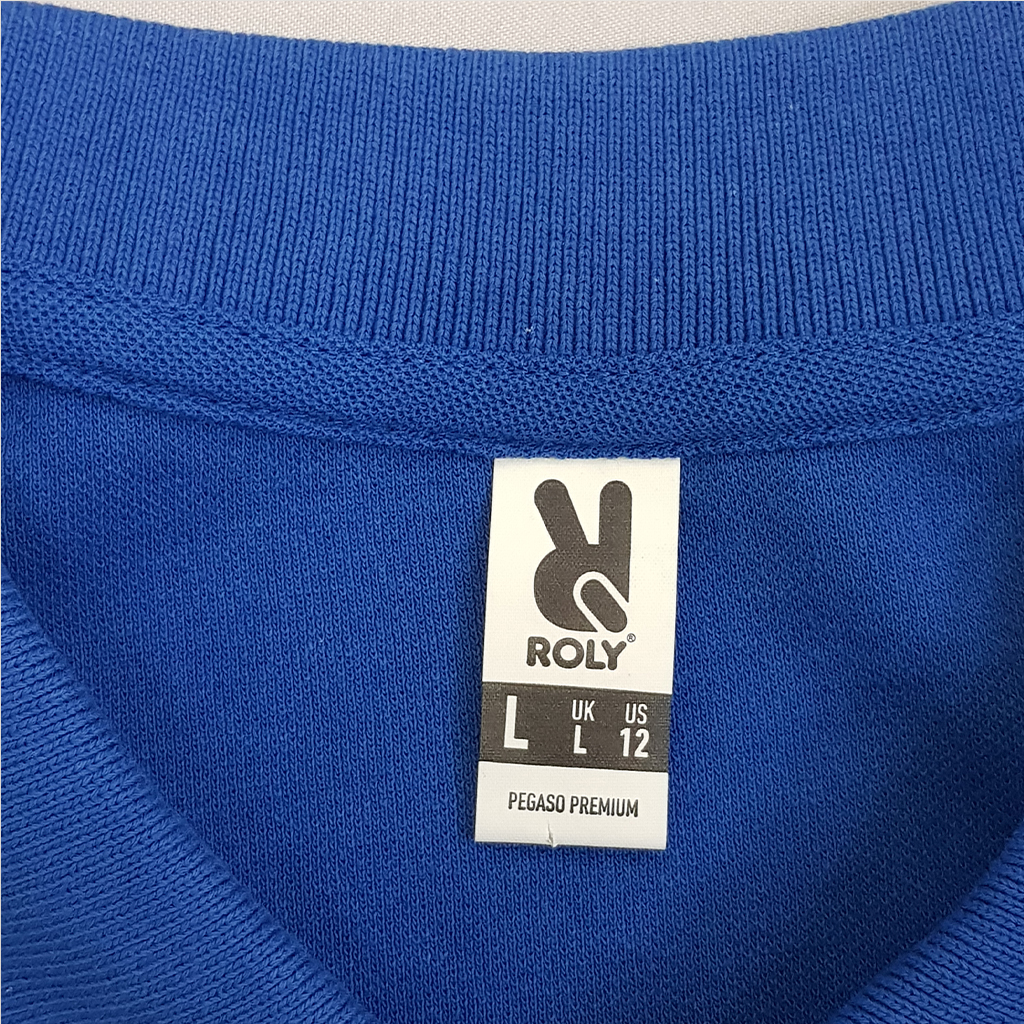 ROLY®
L UK US
L 12
PEGASO PREMIUM